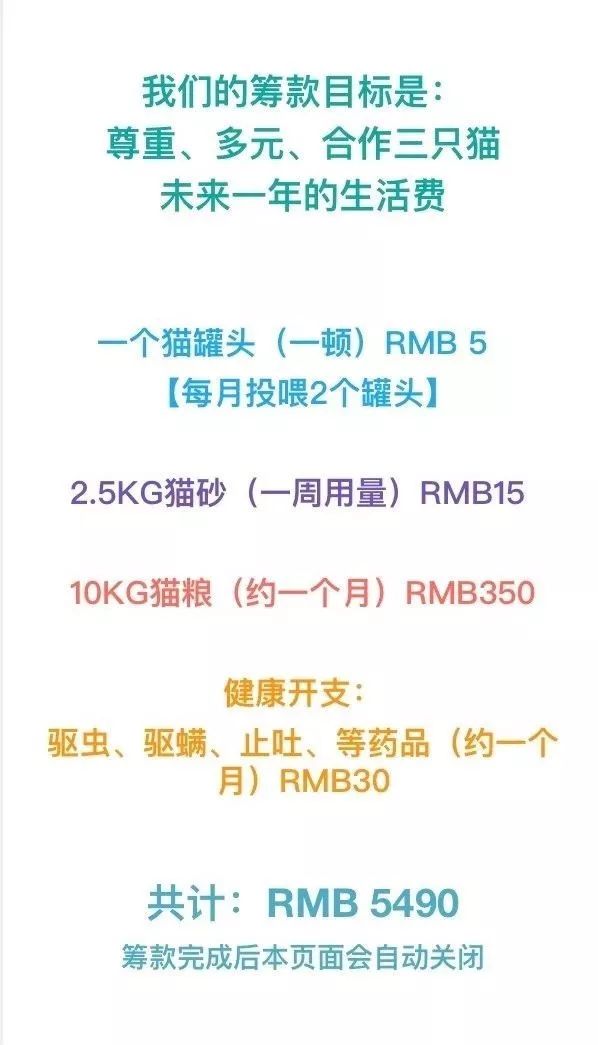 我们的筹款目标是：
尊重、多元、合作三只猫
未来一年的生活费
一个猫罐头（一顿）RMB 5
【每月投喂2个罐头】
2.5KG猫砂（一周用量）RMB15
10KG猫粮（约一个月）RMB350
健康开支：
驱虫、驱螨、止吐、等药品（约一个
月）RMB30
共计：RMB 5490
筹款完成后本页面会自动关闭